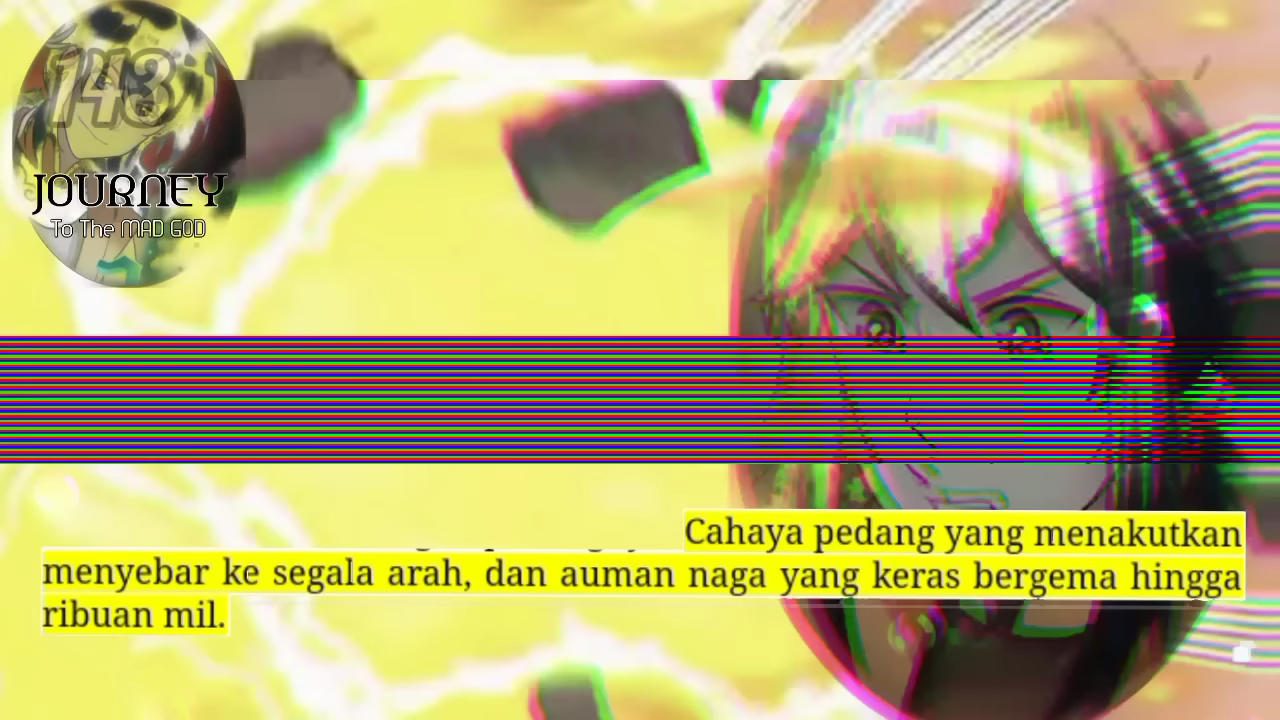 143
JOURNEY
To The MAD GOD
Cahaya pedang yang menakutkan
menyebar ke segala arah, dan auman naga yang keras bergema hingga
ribuan mil.